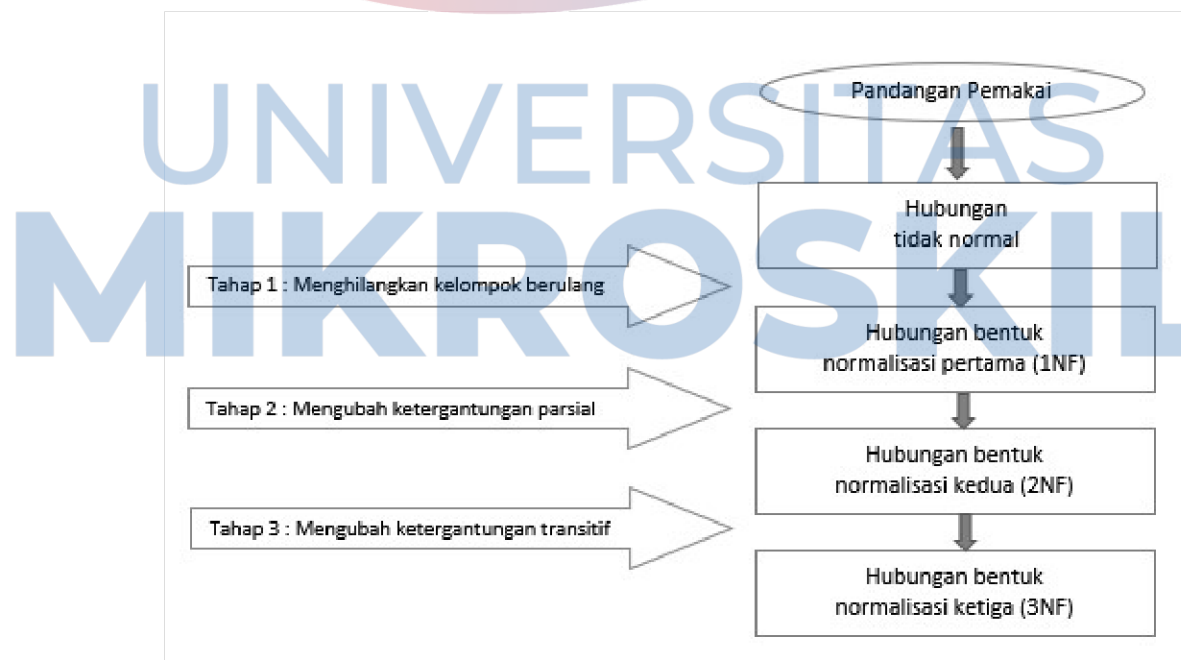 UNIVERSITAS
MIKROSKIL
Pandangan Pemakai
Hubungan
tidak normal
Tahap 1 : Menghilangkan kelompok berulang
Hubungan bentuk
normalisasi pertama (1NF)
Tahap 2 : Mengubah ketergantungan parsial
Hubungan bentuk
normalisasi kedua (2NF)
Tahap 3 : Mengubah ketergantungan transitif
Hubungan bentuk
normalisasi ketiga (3NF)